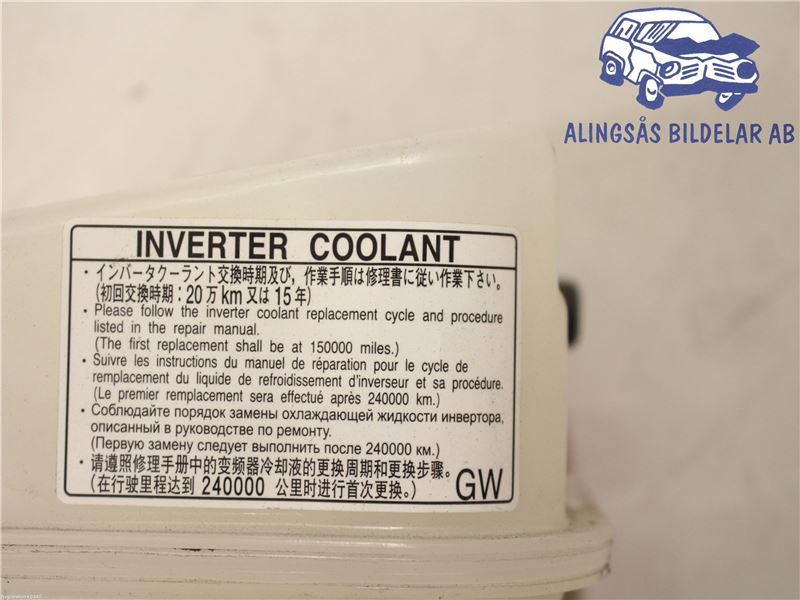 ALINGSÅS BILDELAR AB
INVERTER COOLANT
・インバータクーラント交換時期及び，作業手順は修理書に従い作業下さい。
(初回交換時期：20万km又は15年)
・Please follow the inverter coolant replacement cycle and procedure
listed in the repair manual.
(The first replacement shall be at 150000 miles.)
・Suivre les instructions du manuel de réparation pour le cycle de
remplacement du liquide de refroidissement d'inverseur et sa procédure.
(Le premier remplacement sera effectué après 240000 km.)
・Соблюдайте порядок замены охлаждающей жидкости инвертора,
описанный в руководстве по ремонту.
(Первую замену следует выполнить после 240000 км.)
・请遵照修理手册中的变频器冷却液的更换周期和更换步骤。
(在行驶里程达到 240000 公里时进行首次更换。)
GW